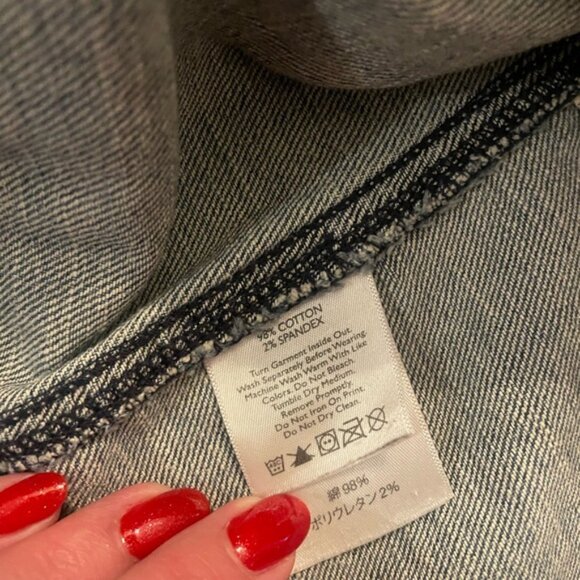 98% COTTON
2% SPANDEX
Turn Garment Inside Out.
Wash Separately Before Wearing.
Machine Wash Warm With Like
Colors. Do Not Bleach.
Tumble Dry Medium.
Remove Promptly.
Do Not Iron On Print.
Do Not Dry Clean.
綿 98%
ポリウレタン 2%